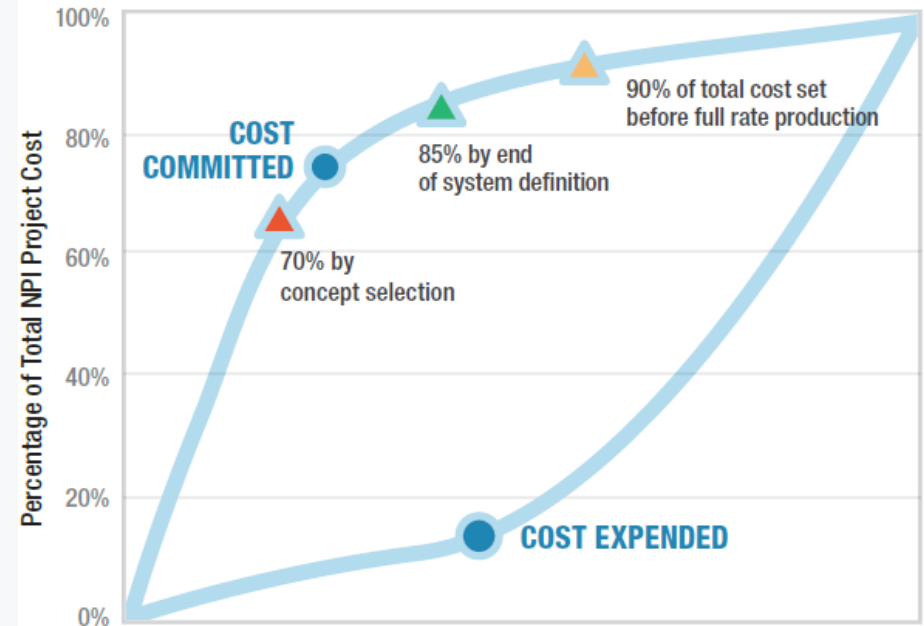 Percentage of Total NPI Project Cost
100%
80%
60%
40%
20%
0%
COST
COMMITTED
90% of total cost set
before full rate production
85% by end
of system definition
70% by
concept selection
COST EXPENDED